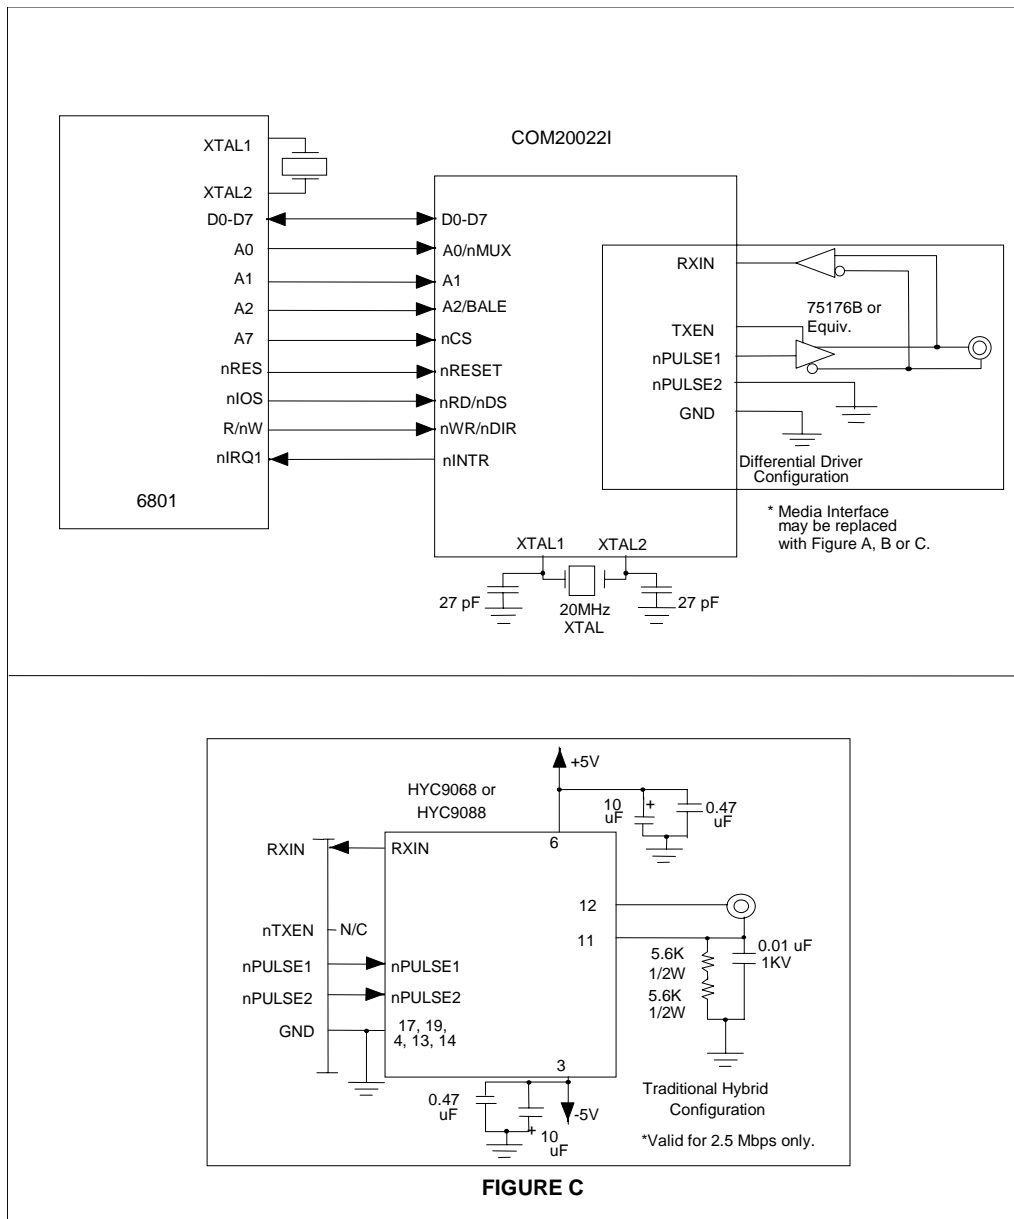 COM20022I
XTAL1
XTAL2
D0-D7
A0
A1
A2
A7
nRES
nIOS
R/nW
nIRQ1
6801
D0-D7
A0/nMUX
A1
A2/BALE
nCS
nRESET
nRD/nDS
nWR/nDIR
nINTR
RXIN
TXEN
nPULSE1
nPULSE2
GND
75176B or
Equiv.
Differential Driver
Configuration
* Media Interface
may be replaced
with Figure A, B or C.
XTAL1
XTAL2
27 pF
20MHz
XTAL
27 pF
+5V
HYC9068 or
HYC9088
10
uF
+
0.47
uF
6
RXIN
RXIN
nTXEN
N/C
nPULSE1
nPULSE1
nPULSE2
nPULSE2
GND
17, 19,
4, 13, 14
12
11
5.6K
1/2W
5.6K
1/2W
0.01 uF
1KV
3
0.47
uF
+
10
uF
-5V
Traditional Hybrid
Configuration
*Valid for 2.5 Mbps only.
FIGURE C